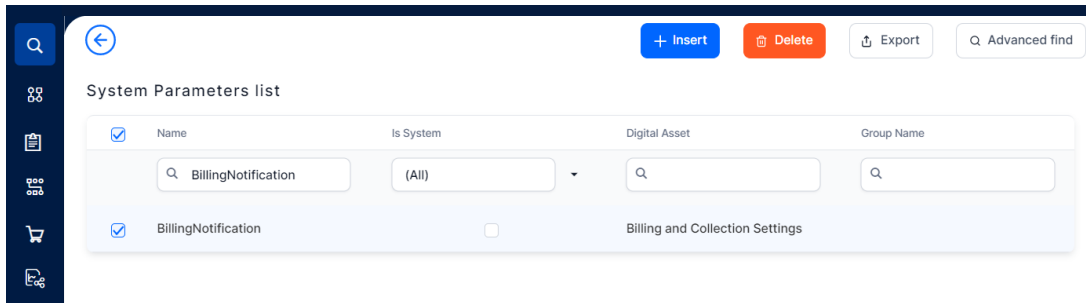 Insert
Delete
Export
Advanced find
System Parameters list
Name Is System Digital Asset Group Name
BillingNotification (All)
BillingNotification Billing and Collection Settings